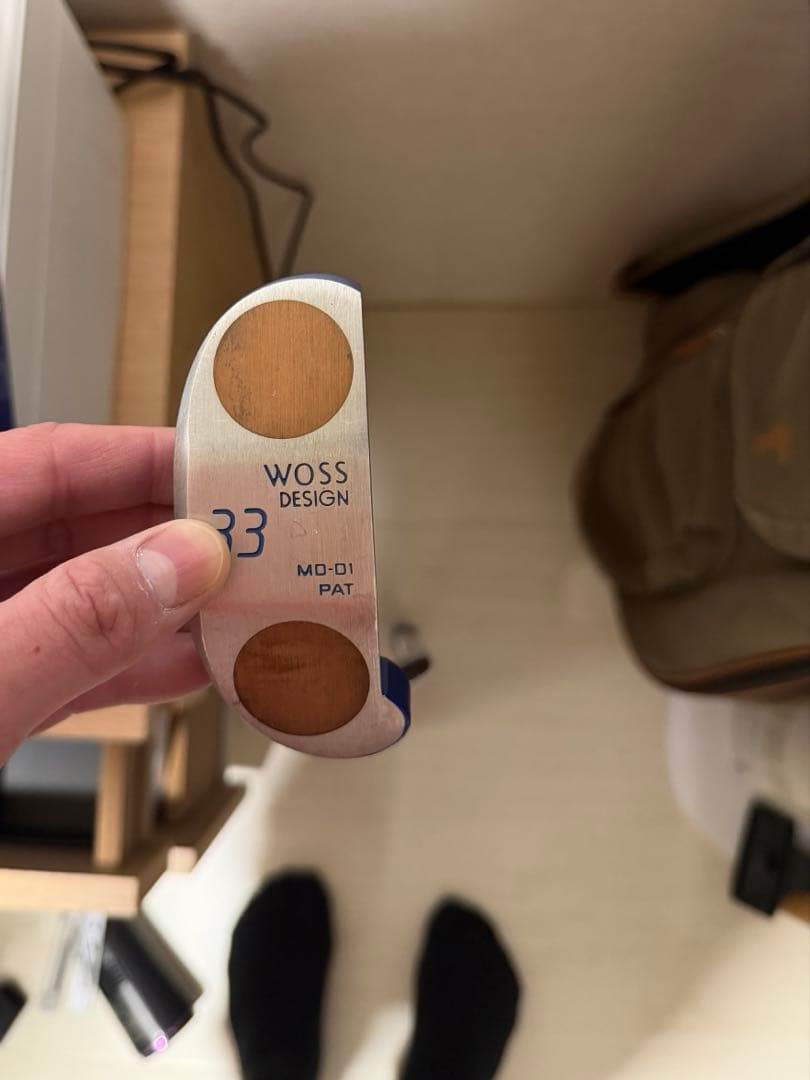 WOSS
DESIGN
33
MD-01
PAT